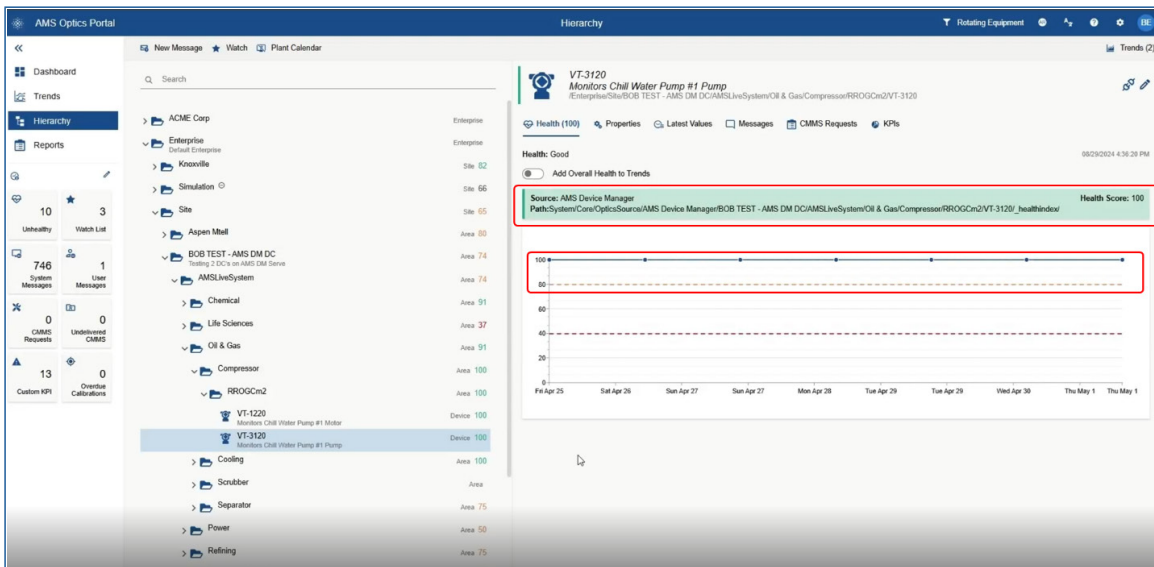 AMS Optics Portal
Hierarchy
Rotating Equipment
BE
New Message
Watch
Plant Calendar
Trends (2)
Dashboard
Trends
Hierarchy
Reports
10
Unhealthy
3
Watch List
746
System
Messages
1
User
Messages
0
CMMS
Requests
0
Undelivered
CMMS
13
Custom KPI
0
Overdue
Calibrations
Search
ACME Corp Enterprise
Enterprise Enterprise
Default Enterprise
Knoxville Site 82
Simulation Site 66
Site Site 65
Aspen Mtell Area 80
BOB TEST - AMS DM DC Area 74
Testing 2 DC's on AMS DM Serve
AMSLiveSystem Area 74
Chemical Area 91
Life Sciences Area 37
Oil & Gas Area 91
Compressor Area 100
RROGCm2 Area 100
VT-1220 Device 100
Monitors Chill Water Pump #1 Motor
VT-3120 Device 100
Monitors Chill Water Pump #1 Pump
Cooling Area 100
Scrubber Area
Separator Area 75
Power Area 50
Refining Area 75
VT-3120
Monitors Chill Water Pump #1 Pump
/Enterprise/Site/BOB TEST - AMS DM DC/AMSLiveSystem/Oil & Gas/Compressor/RROGCm2/VT-3120
Health (100) Properties Latest Values Messages CMMS Requests KPIs
Health: Good
Add Overall Health to Trends
Source: AMS Device Manager Health Score: 100
Path:System/Core/OpticsSource/AMS Device Manager/BOB TEST - AMS DM DC/AMSLiveSystem/Oil & Gas/Compressor/RROGCm2/VT-3120/_healthindex/
100
80
60
40
20
0
Fri Apr 25 Sat Apr 26 Sun Apr 27 Sun Apr 27 Mon Apr 28 Tue Apr 29 Tue Apr 29 Wed Apr 30 Thu May 1 Thu May 1